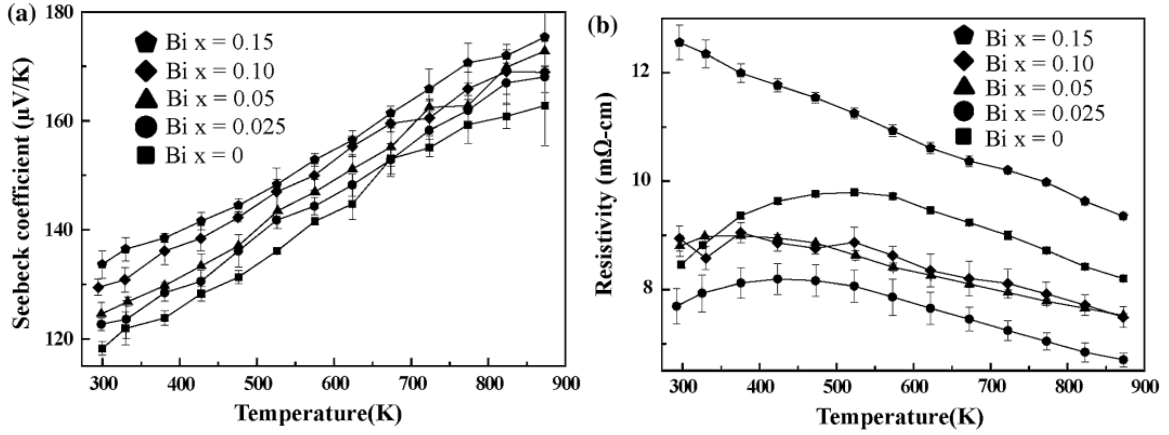 (a)
180
160
140
120
Seebeck coefficient (μV/K)
Bi x = 0.15
Bi x = 0.10
Bi x = 0.05
Bi x = 0.025
Bi x = 0
300 400 500 600 700 800 900
Temperature(K)
(b)
12
10
8
Resistivity (mΩ-cm)
Bi x = 0.15
Bi x = 0.10
Bi x = 0.05
Bi x = 0.025
Bi x = 0
300 400 500 600 700 800 900
Temperature(K)